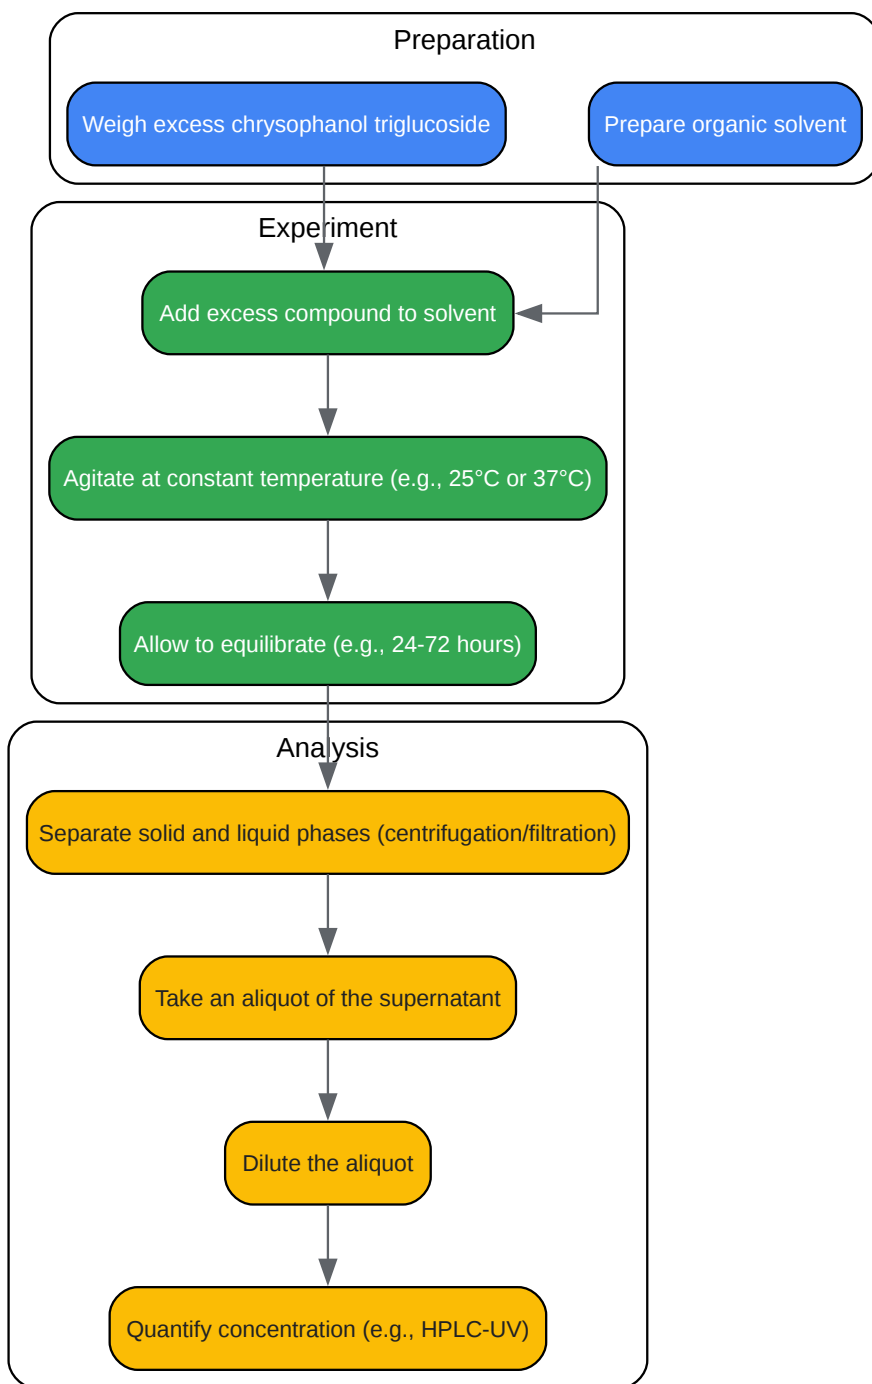 Preparation
Weigh excess chrysophanol triglucoside
Prepare organic solvent
Experiment
Add excess compound to solvent
Agitate at constant temperature (e.g., 25°C or 37°C)
Allow to equilibrate (e.g., 24-72 hours)
Analysis
Separate solid and liquid phases (centrifugation/filtration)
Take an aliquot of the supernatant
Dilute the aliquot
Quantify concentration (e.g., HPLC-UV)